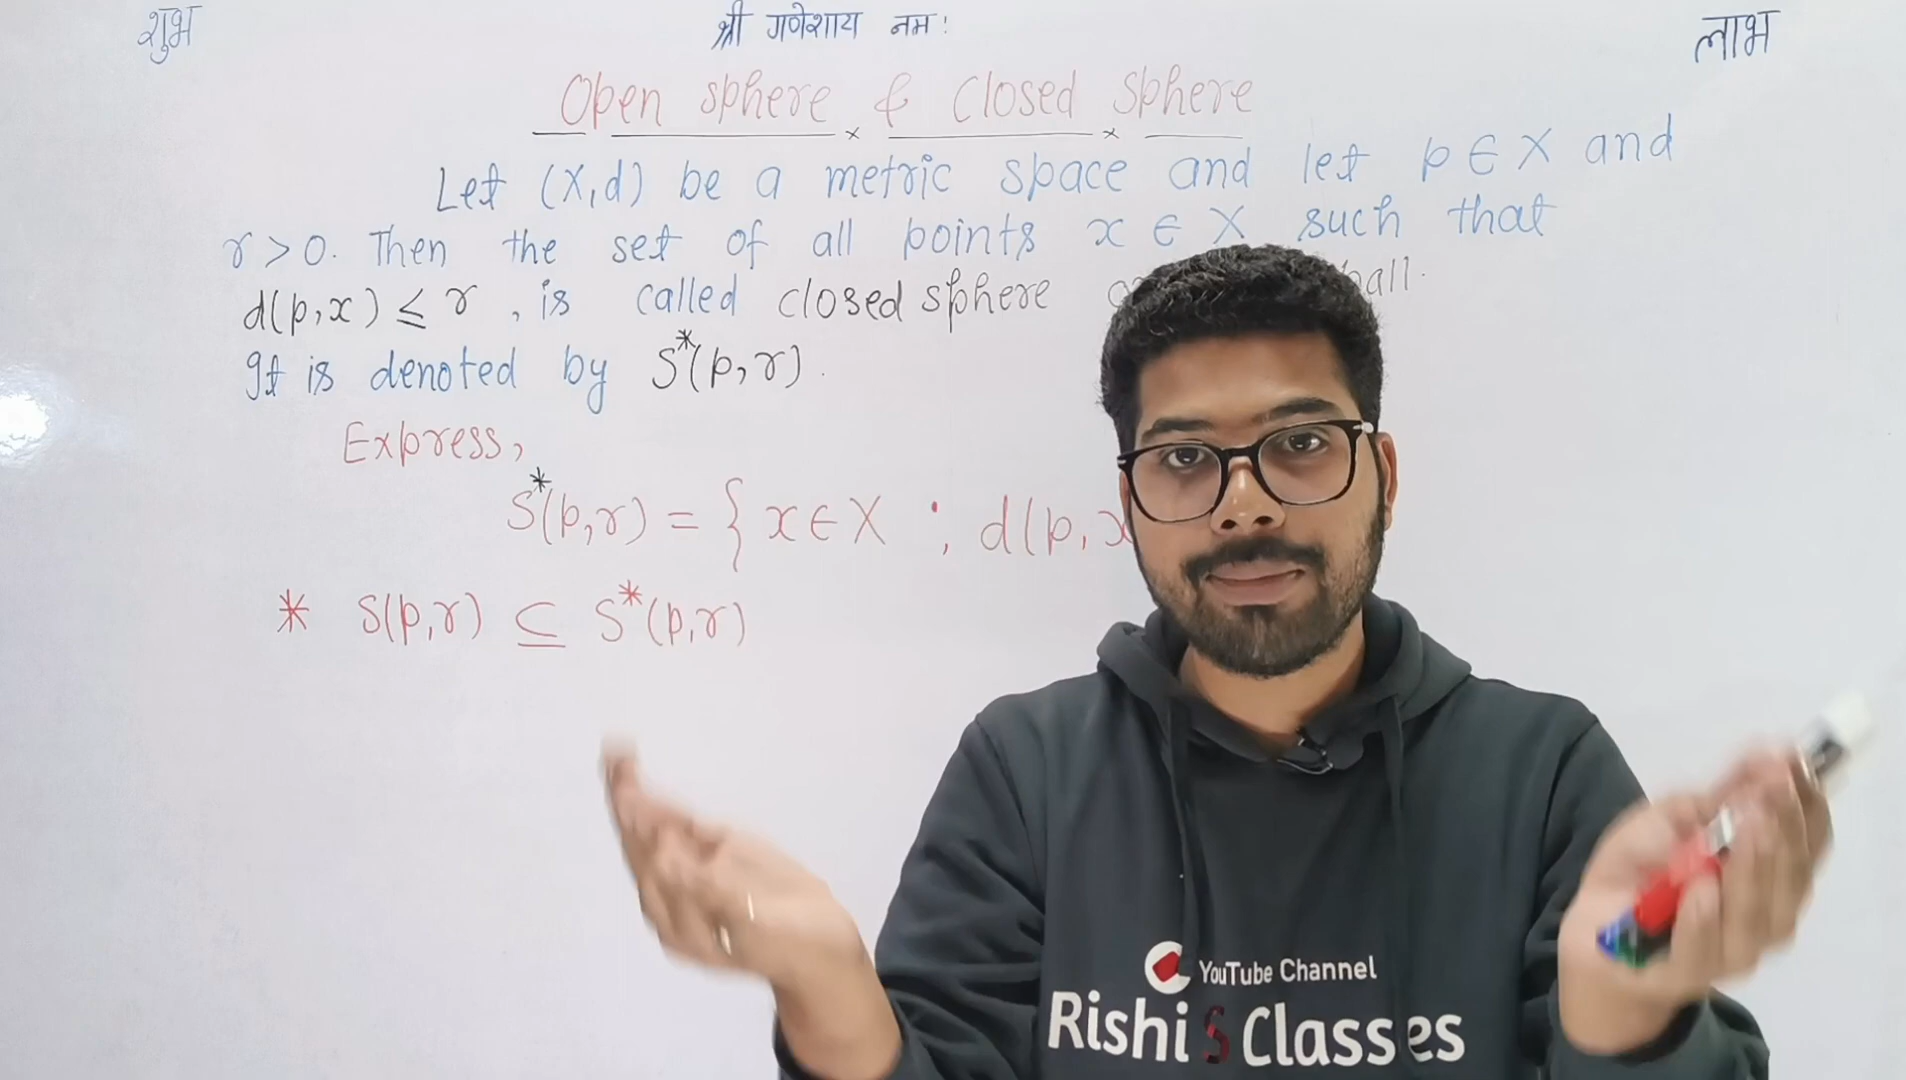 शुभ श्री गणेशाय नमः लाभ
Open sphere & Closed Sphere
Let (X,d) be a metric space and let p ∈ X and
r > 0. Then the set of all points x ∈ X such that
d(p,x) ≤ r , is called closed sphere
It is denoted by S*(p,r).
Express,
S*(p,r) = { x ∈ X ; d(p,x
* S(p,r) ⊆ S*(p,r)
YouTube Channel
Rishi S Classes